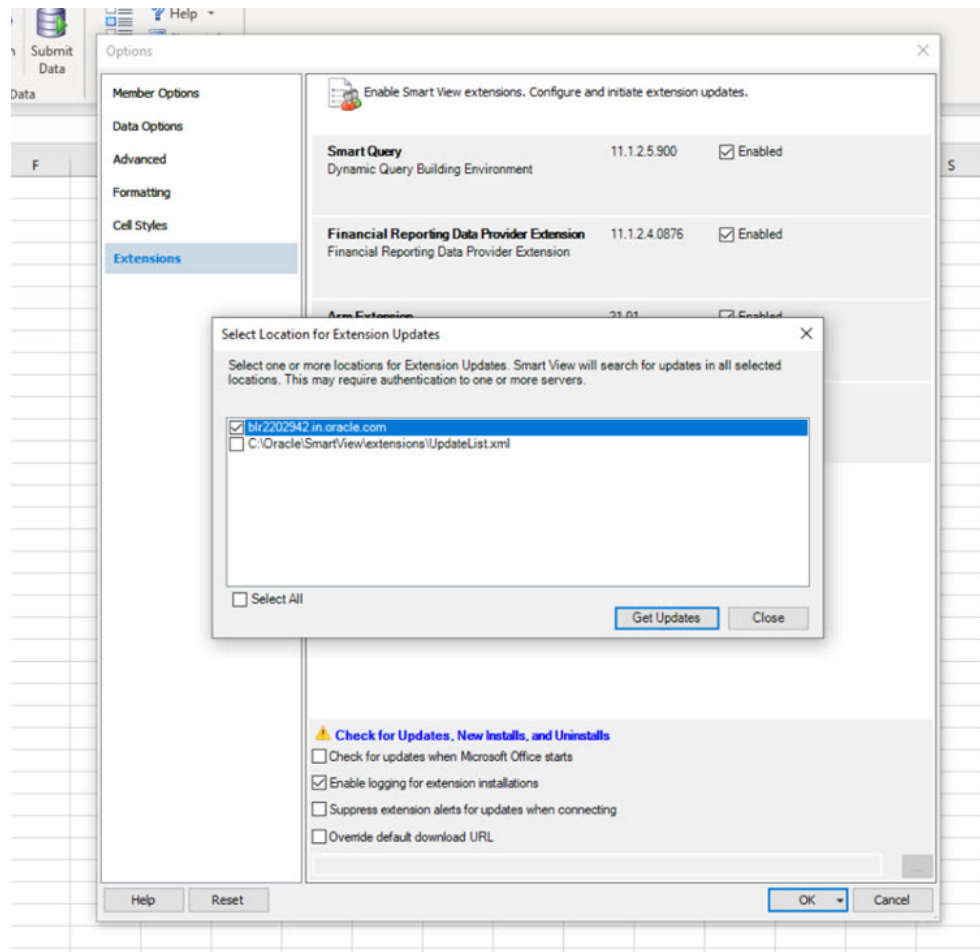 Help
Submit
Data
Data
Options
Member Options
Data Options
Advanced
Formatting
Cell Styles
Extensions
Enable Smart View extensions. Configure and initiate extension updates.
Smart Query 11.1.2.5.900 Enabled
Dynamic Query Building Environment
Financial Reporting Data Provider Extension 11.1.2.4.0876 Enabled
Financial Reporting Data Provider Extension
Arm Extension 21.01 Enabled
F
S
Select Location for Extension Updates
Select one or more locations for Extension Updates. Smart View will search for updates in all selected
locations. This may require authentication to one or more servers.
blr2202942.in.oracle.com
C:\Oracle\SmartView\extensions\UpdateList.xml
Select All
Get Updates Close
Check for Updates, New Installs, and Uninstalls
Check for updates when Microsoft Office starts
Enable logging for extension installations
Suppress extension alerts for updates when connecting
Override default download URL
...
Help Reset OK Cancel